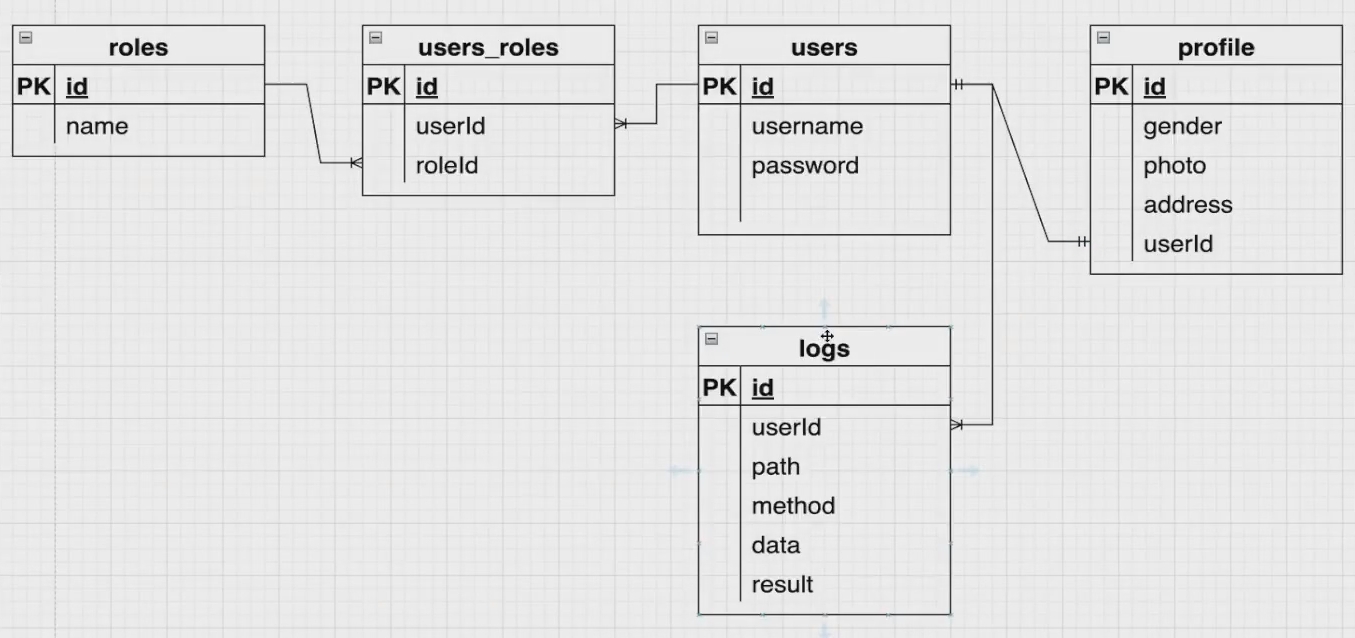 roles
PK id
name
users_roles
PK id
userId
roleId
users
PK id
username
password
profile
PK id
gender
photo
address
userId
logs
PK id
userId
path
method
data
result